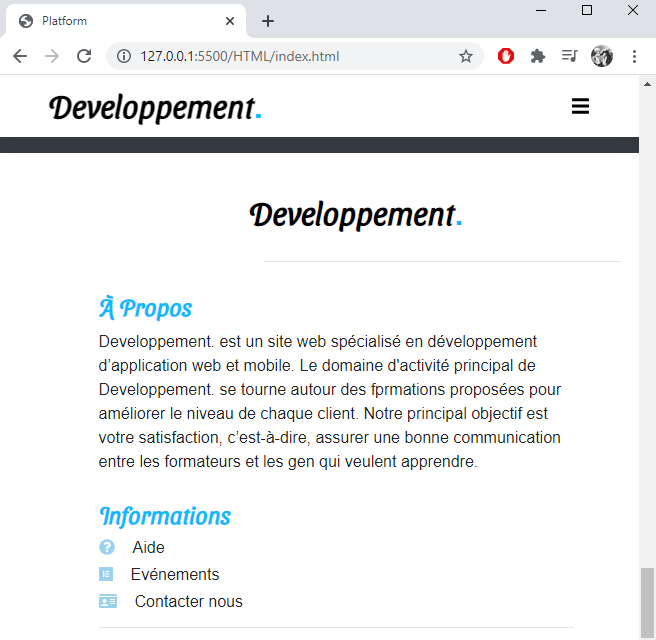 Platform
127.0.0.1:5500/HTML/index.html
Developpement.
Developpement.
À Propos
Developpement. est un site web spécialisé en développement
d’application web et mobile. Le domaine d'activité principal de
Developpement. se tourne autour des fprmations proposées pour
améliorer le niveau de chaque client. Notre principal objectif est
votre satisfaction, c’est-à-dire, assurer une bonne communication
entre les formateurs et les gen qui veulent apprendre.
Informations
Aide
Evénements
Contacter nous